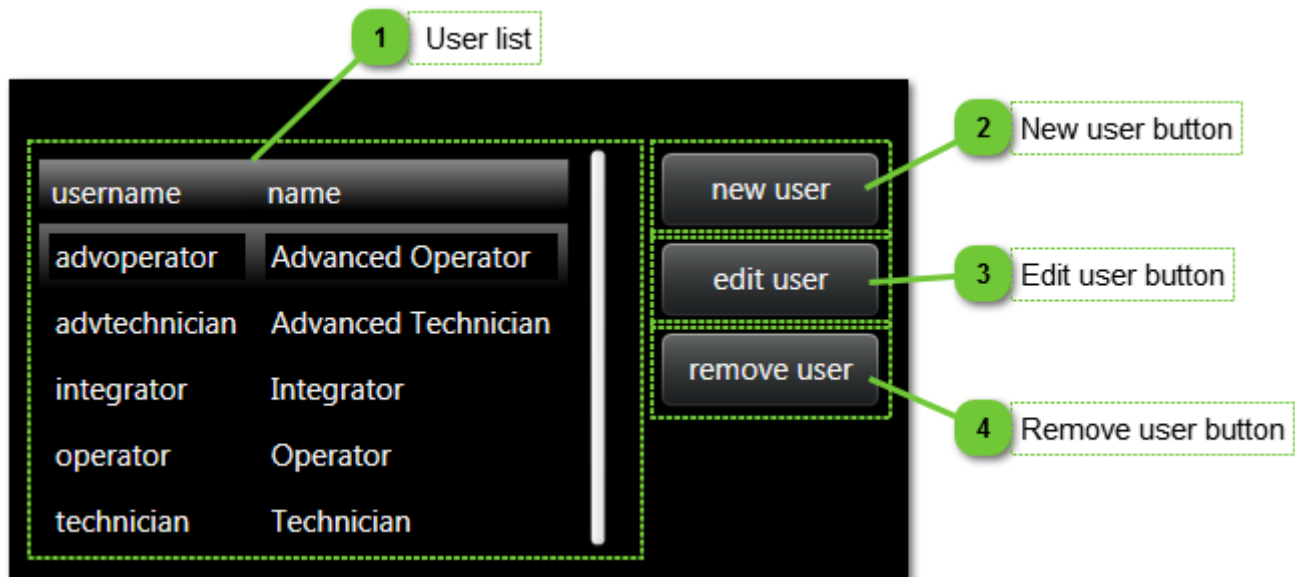 1 User list
2 New user button
username name
new user
advoperator Advanced Operator
edit user
3 Edit user button
advtechnician Advanced Technician
remove user
integrator Integrator
4 Remove user button
operator Operator
technician Technician